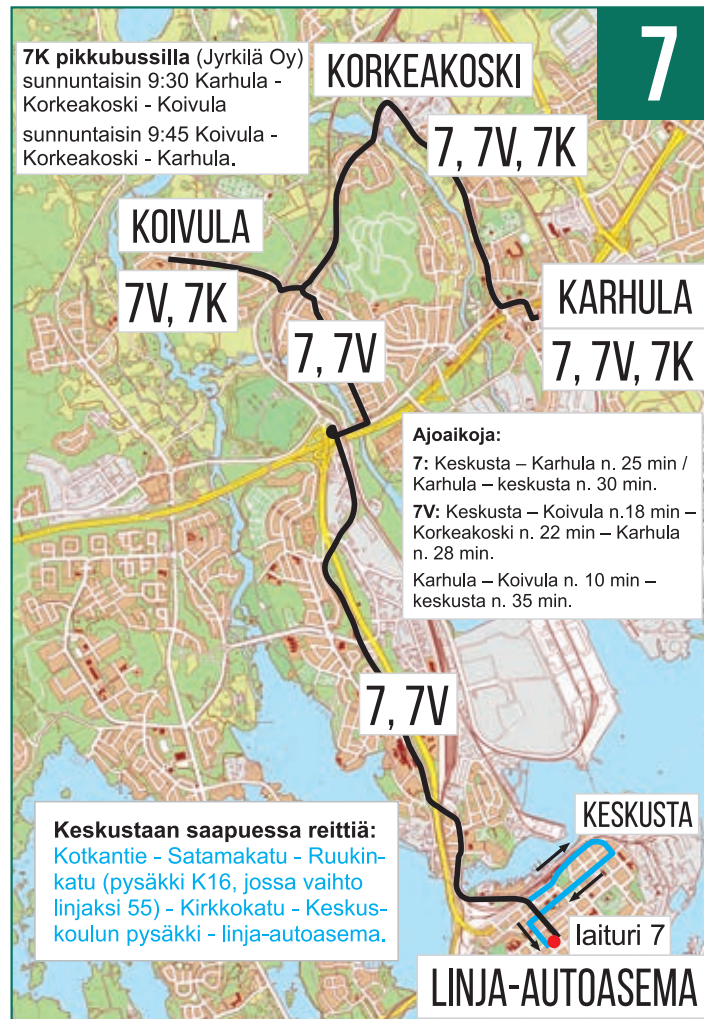 7K pikkubussilla (Jyrkilä Oy)
sunnuntaisin 9:30 Karhula -
Korkeakoski - Koivula
sunnuntaisin 9:45 Koivula -
Korkeakoski - Karhula.
7
KORKEAKOSKI
7, 7V, 7K
KOIVULA
7V, 7K
KARHULA
7, 7V, 7K
7, 7V
Ajoaikoja:
7: Keskusta – Karhula n. 25 min /
Karhula – keskusta n. 30 min.
7V: Keskusta – Koivula n.18 min –
Korkeakoski n. 22 min – Karhula
n. 28 min.
Karhula – Koivula n. 10 min –
keskusta n. 35 min.
7, 7V
Keskustaan saapuessa reittiä:
Kotkantie - Satamakatu - Ruukin-
katu (pysäkki K16, jossa vaihto
linjaksi 55) - Kirkkokatu - Keskus-
koulun pysäkki - linja-autoasema.
KESKUSTA
laituri 7
LINJA-AUTOASEMA